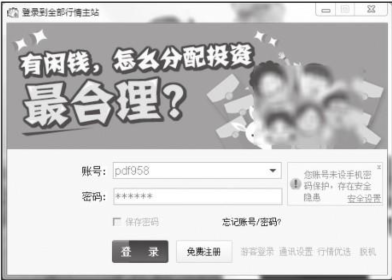 登录到全部行情主站
有闲钱，怎么分配投资
最合理？
账号： pdf958
您账号未设手机密
码保护，存在安全
隐患 安全设置
密码： ******
保存密码 忘记账号/密码?
登 录 免费注册 游客登录 通讯设置 行情优选 脱机